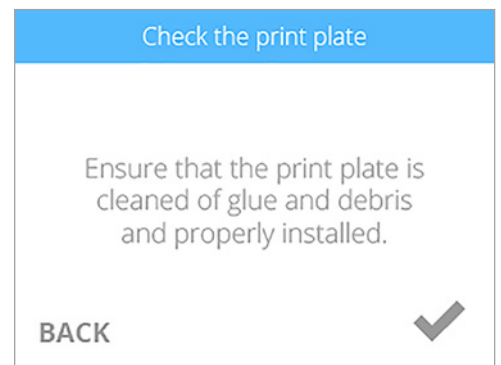 Check the print plate
Ensure that the print plate is
cleaned of glue and debris
and properly installed.
BACK